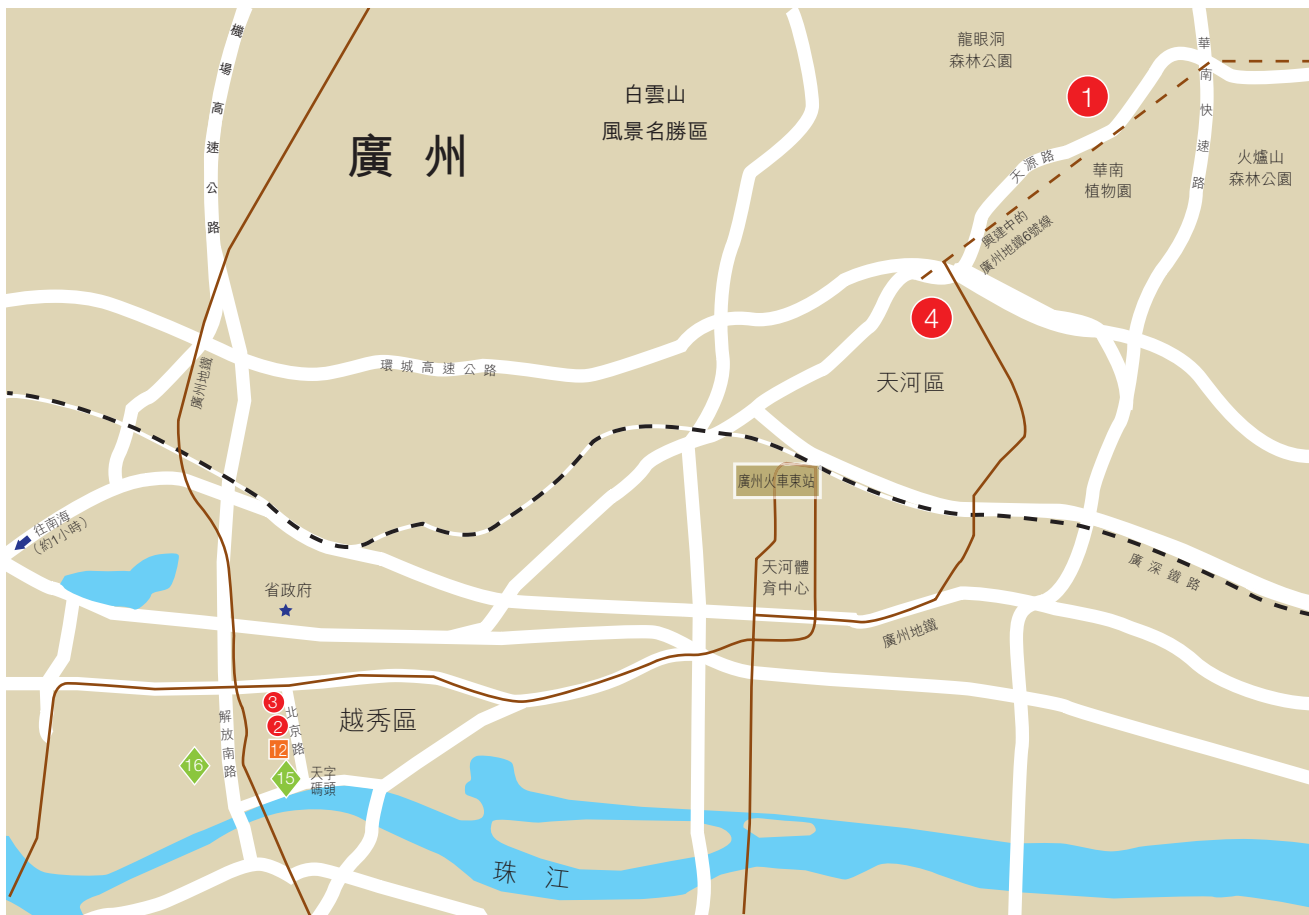 機場高速公路
龍眼洞
森林公園
華南快速路
白雲山
風景名勝區
1
廣州
天源路
華南
植物園
火爐山
森林公園
興建中的
廣州地鐵6號線
4
環城高速公路
廣州地鐵
天河區
廣州火車東站
往南海
(約1小時)
廣深鐵路
天河體
育中心
省政府
廣州地鐵
3
北京路
2
越秀區
解放南路
12
16
15
天字
碼頭
珠江